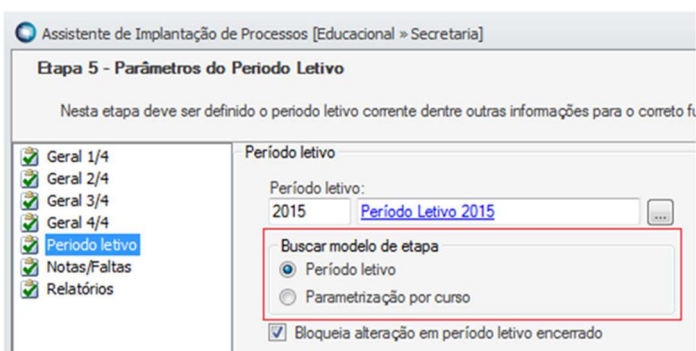 Assistente de Implantação de Processos [Educacional » Secretaria]
Etapa 5 - Parâmetros do Periodo Letivo
Nesta etapa deve ser definido o periodo letivo corrente dentre outras informações para o correto
Geral 1/4
Geral 2/4
Geral 3/4
Geral 4/4
Periodo letivo
Notas/Faltas
Relatórios
Período letivo
Período letivo:
2015 Período Letivo 2015 ...
Buscar modelo de etapa
Período letivo
Parametrização por curso
Bloqueia alteração em período letivo encerrado